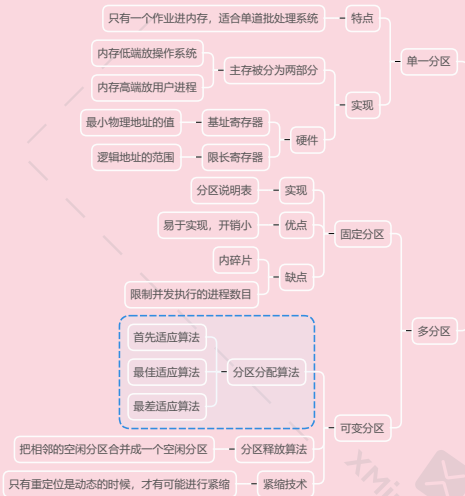 只有一个作业进内存，适合单道批处理系统
特点
单一分区
内存低端放操作系统
主存被分为两部分
内存高端放用户进程
实现
最小物理地址的值
基址寄存器
硬件
逻辑地址的范围
限长寄存器
分区说明表
实现
易于实现，开销小
优点
固定分区
内碎片
缺点
限制并发执行的进程数目
多分区
首先适应算法
最佳适应算法
分区分配算法
最差适应算法
可变分区
把相邻的空闲分区合并成一个空闲分区
分区释放算法
只有重定位是动态的时候，才有可能进行紧缩
紧缩技术